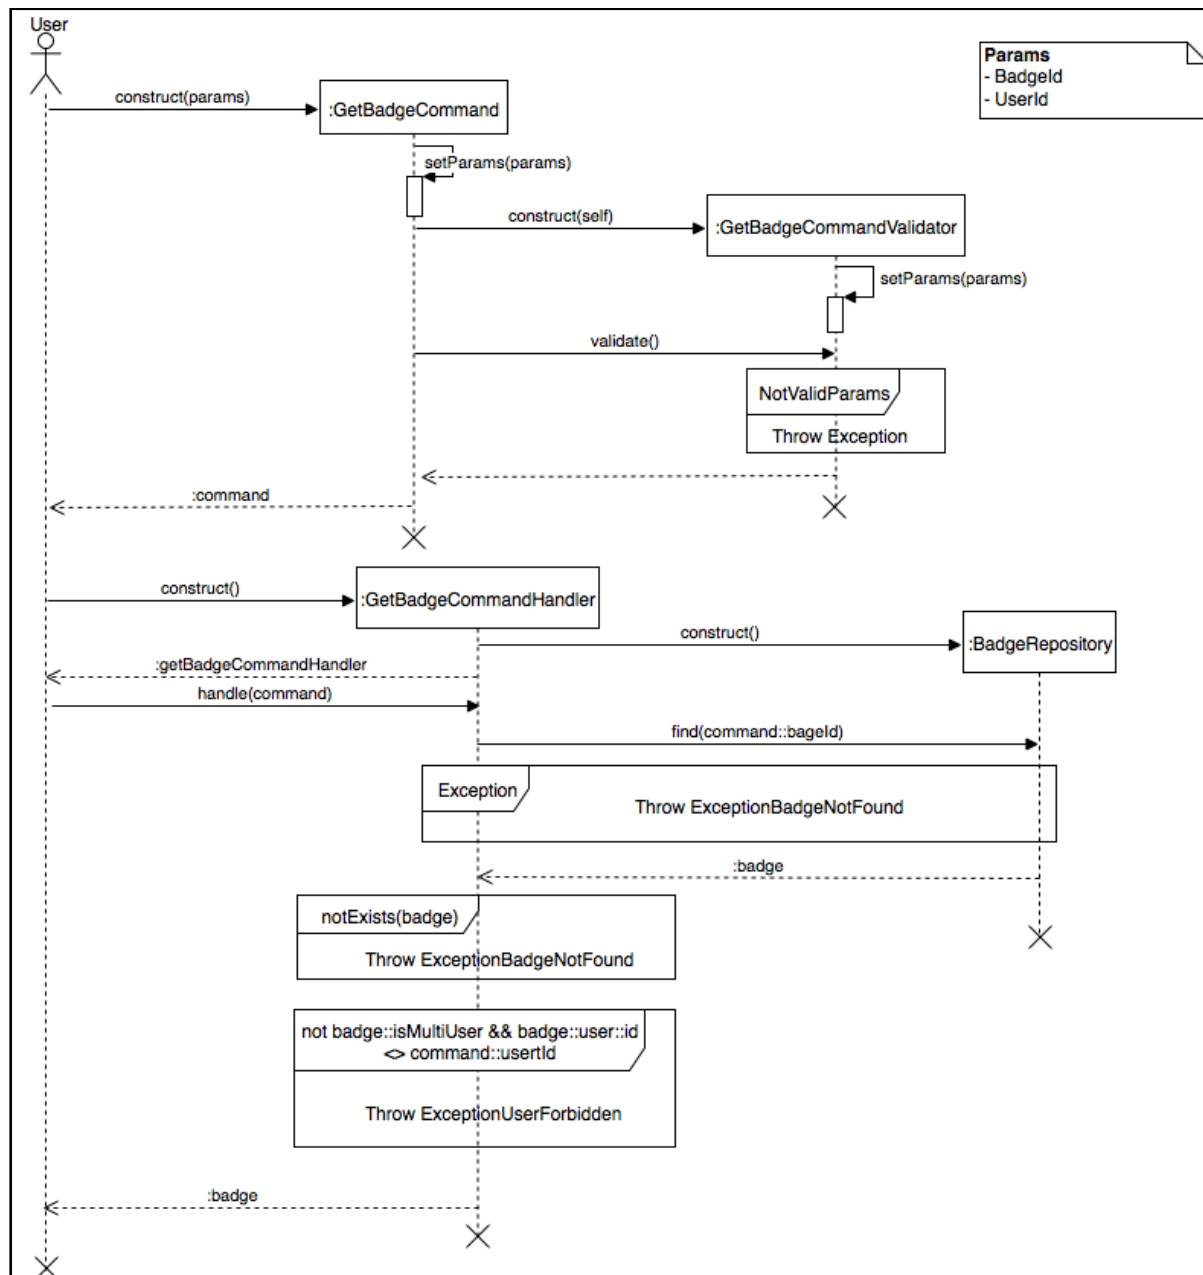 User
Params
- BadgeId
- UserId
construct(params)
:GetBadgeCommand
setParams(params)
construct(self)
:GetBadgeCommandValidator
setParams(params)
validate()
NotValidParams
Throw Exception
:command
construct()
:GetBadgeCommandHandler
construct()
:BadgeRepository
:getBadgeCommandHandler
handle(command)
find(command::bageId)
Exception
Throw ExceptionBadgeNotFound
:badge
notExists(badge)
Throw ExceptionBadgeNotFound
not badge::isMultiUser && badge::user::id
<> command::usertId
Throw ExceptionUserForbidden
:badge